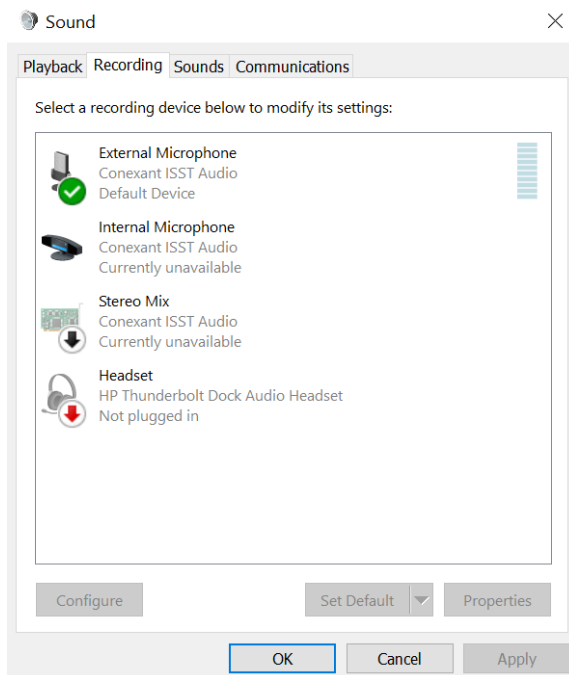 Sound
Playback Recording Sounds Communications
Select a recording device below to modify its settings:
External Microphone
Conexant ISST Audio
Default Device
Internal Microphone
Conexant ISST Audio
Currently unavailable
Stereo Mix
Conexant ISST Audio
Currently unavailable
Headset
HP Thunderbolt Dock Audio Headset
Not plugged in
Configure Set Default Properties
OK Cancel Apply